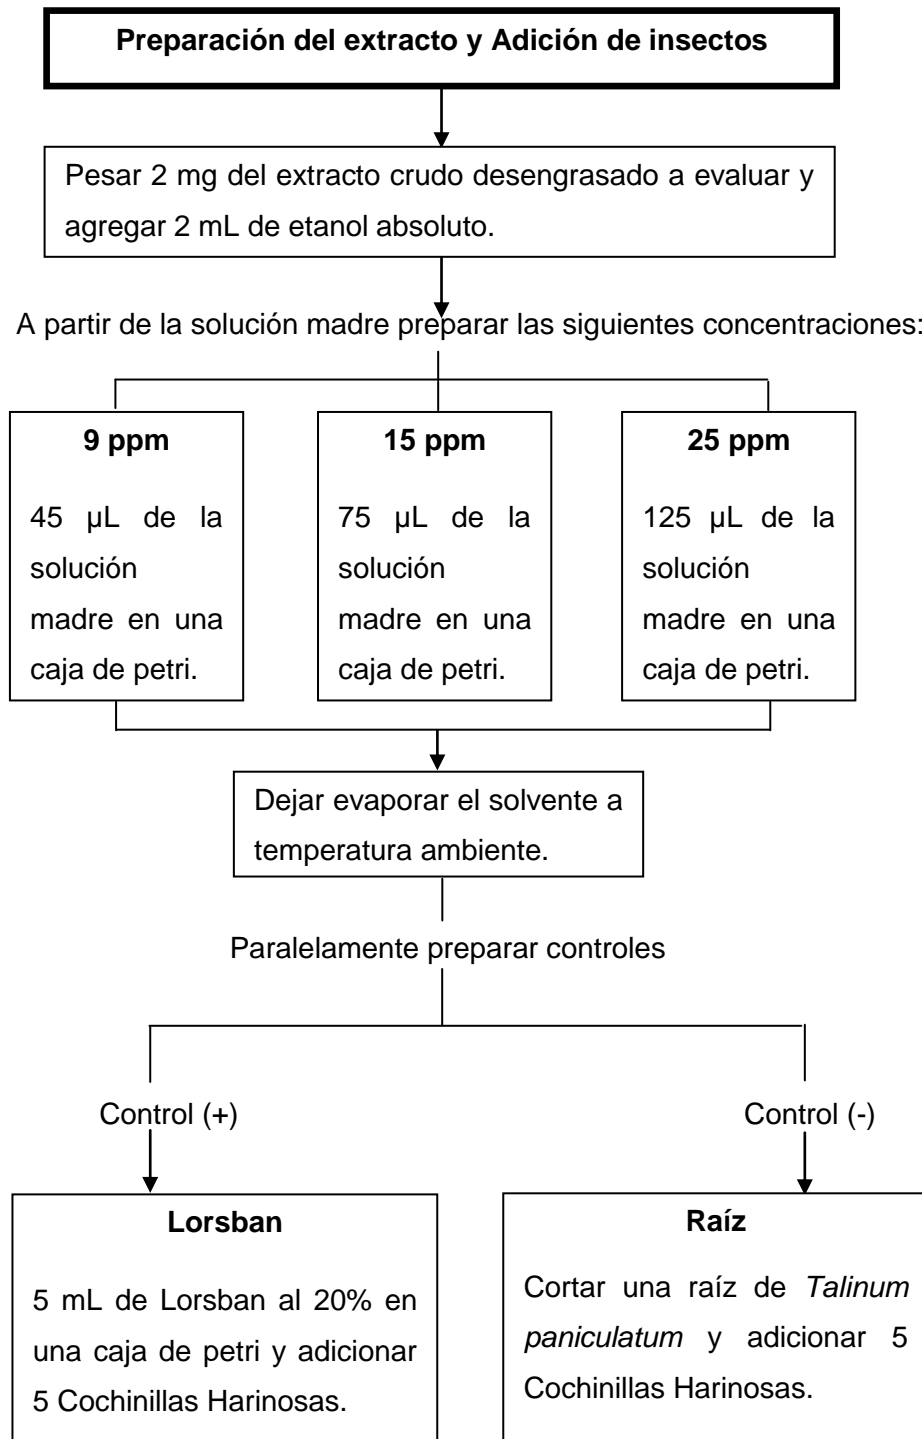 Preparación del extracto y Adición de insectos
Pesar 2 mg del extracto crudo desengrasado a evaluar y
agregar 2 mL de etanol absoluto.
A partir de la solución madre preparar las siguientes concentraciones:
9 ppm
45 µL de la
solución
madre en una
caja de petri.
15 ppm
75 µL de la
solución
madre en una
caja de petri.
25 ppm
125 µL de la
solución
madre en una
caja de petri.
Dejar evaporar el solvente a
temperatura ambiente.
Paralelamente preparar controles
Control (+)
Control (-)
Lorsban
5 mL de Lorsban al 20% en
una caja de petri y adicionar
5 Cochinillas Harinosas.
Raíz
Cortar una raíz de Talinum
paniculatum y adicionar 5
Cochinillas Harinosas.